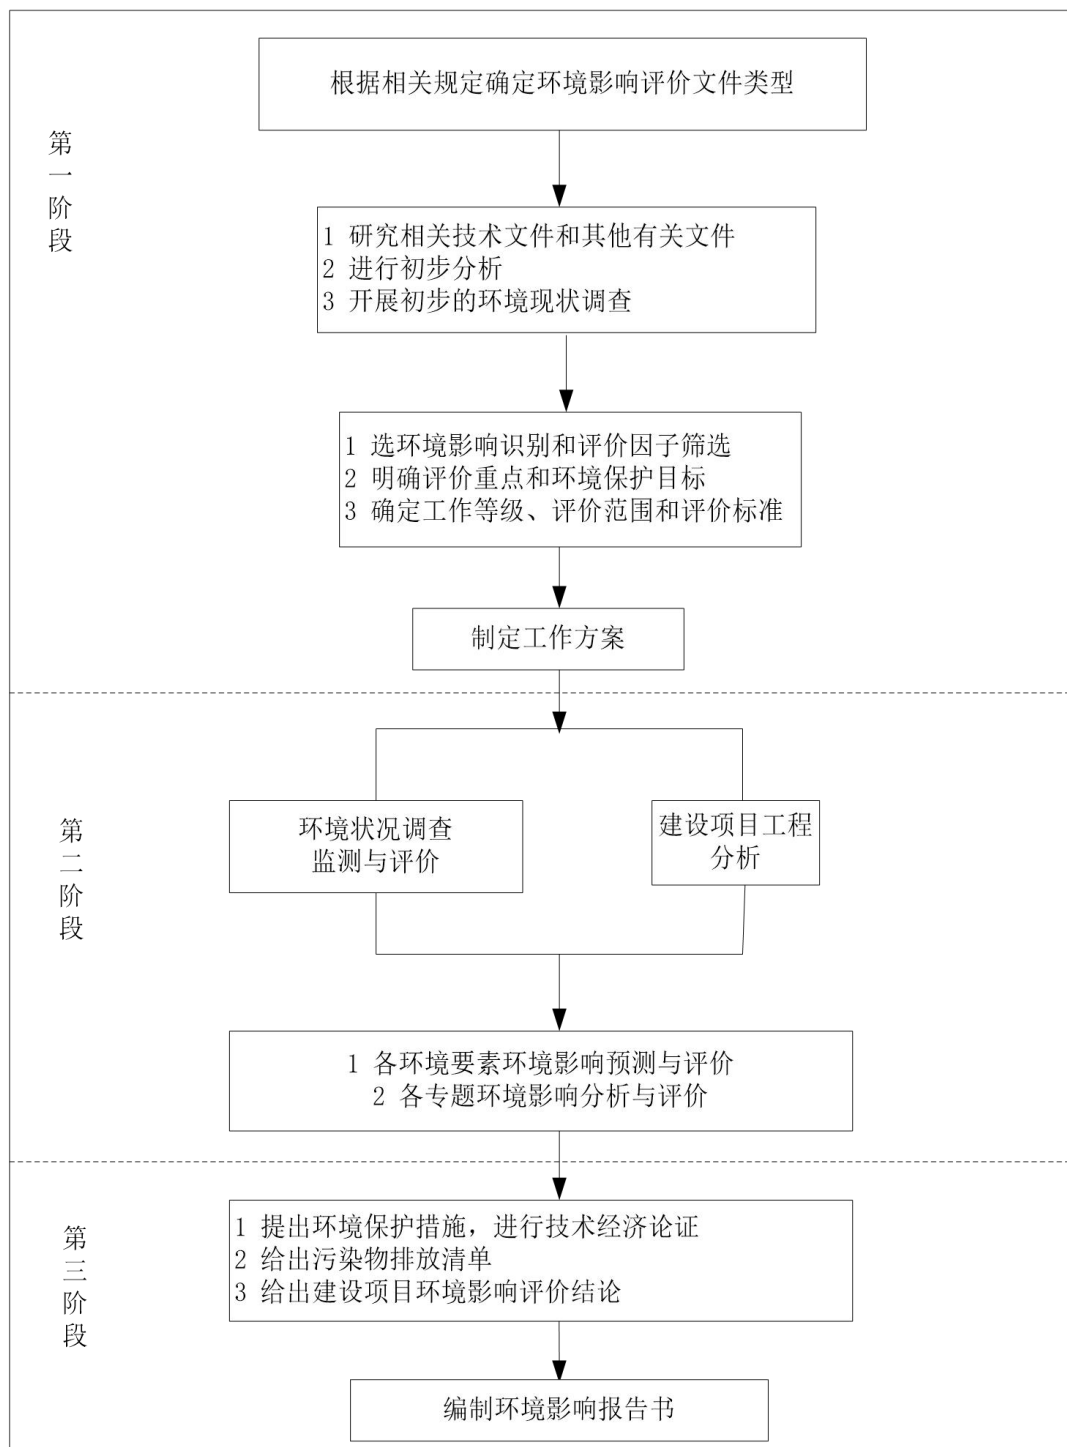 根据相关规定确定环境影响评价文件类型
第一阶段
1 研究相关技术文件和其他有关文件
2 进行初步分析
3 开展初步的环境现状调查
1 选环境影响识别和评价因子筛选
2 明确评价重点和环境保护目标
3 确定工作等级、评价范围和评价标准
制定工作方案
第二阶段
环境状况调查
监测与评价
建设项目工程
分析
1 各环境要素环境影响预测与评价
2 各专题环境影响分析与评价
第三阶段
1 提出环境保护措施，进行技术经济论证
2 给出污染物排放清单
3 给出建设项目环境影响评价结论
编制环境影响报告书